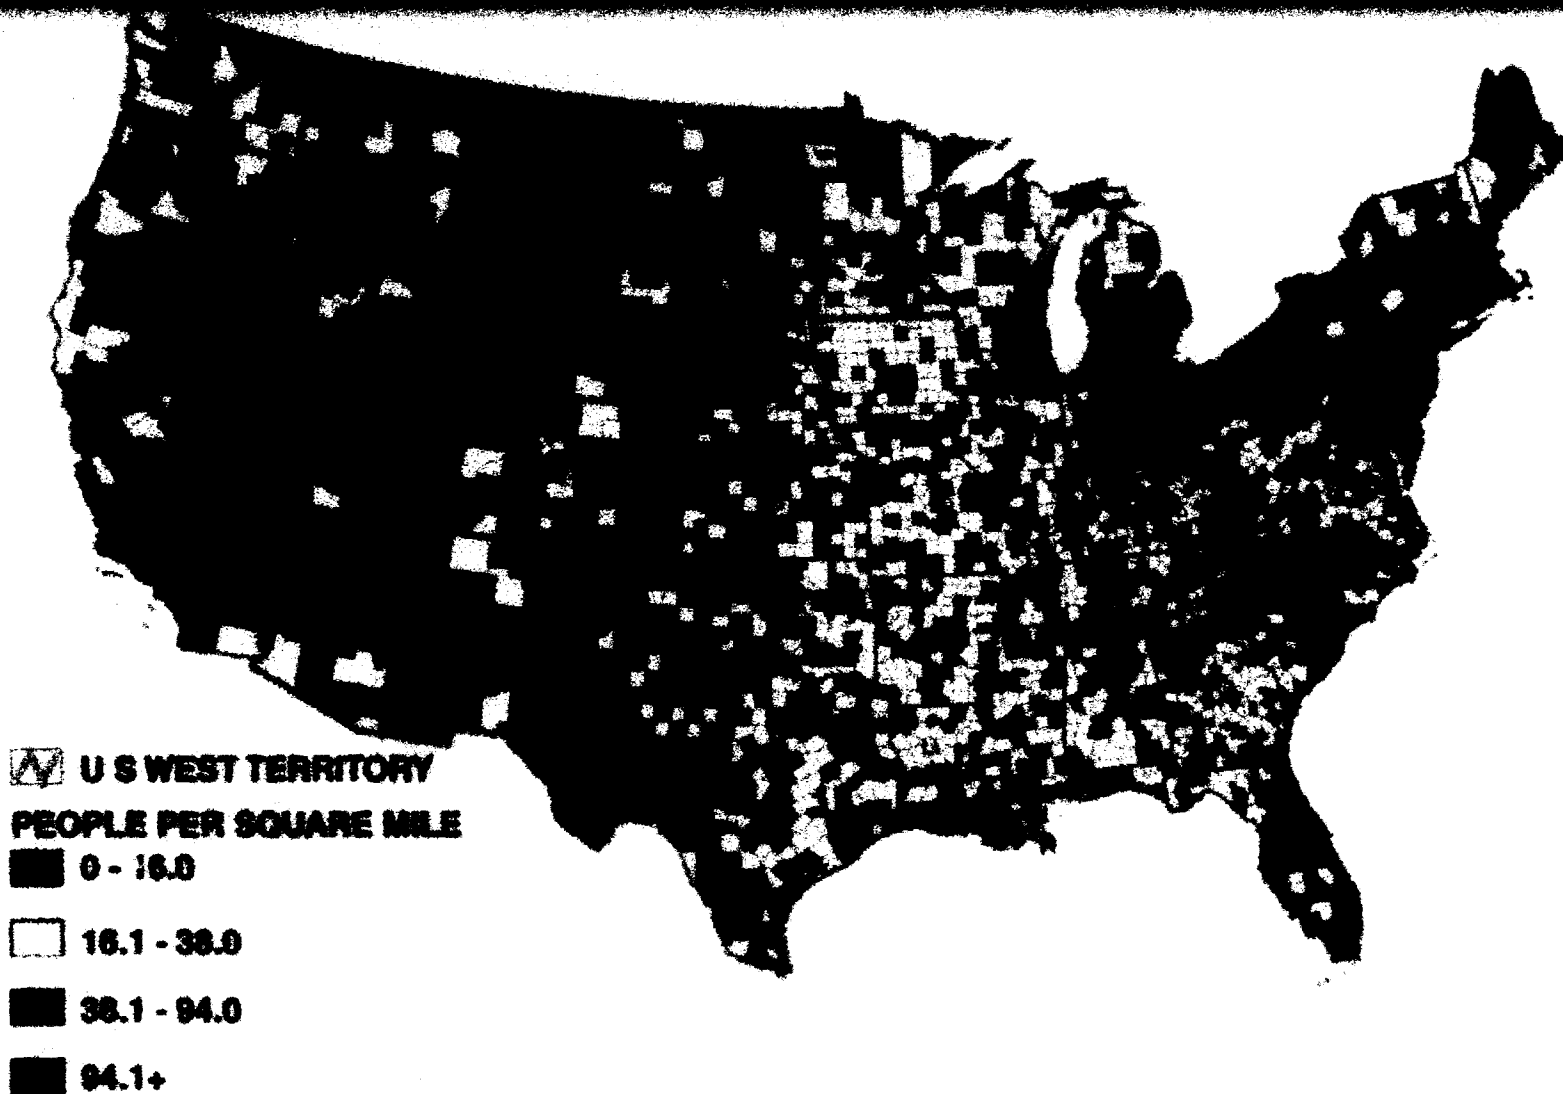 U S WEST TERRITORY
PEOPLE PER SQUARE MILE
0 - 16.0
16.1 - 38.0
38.1 - 94.0
94.1+